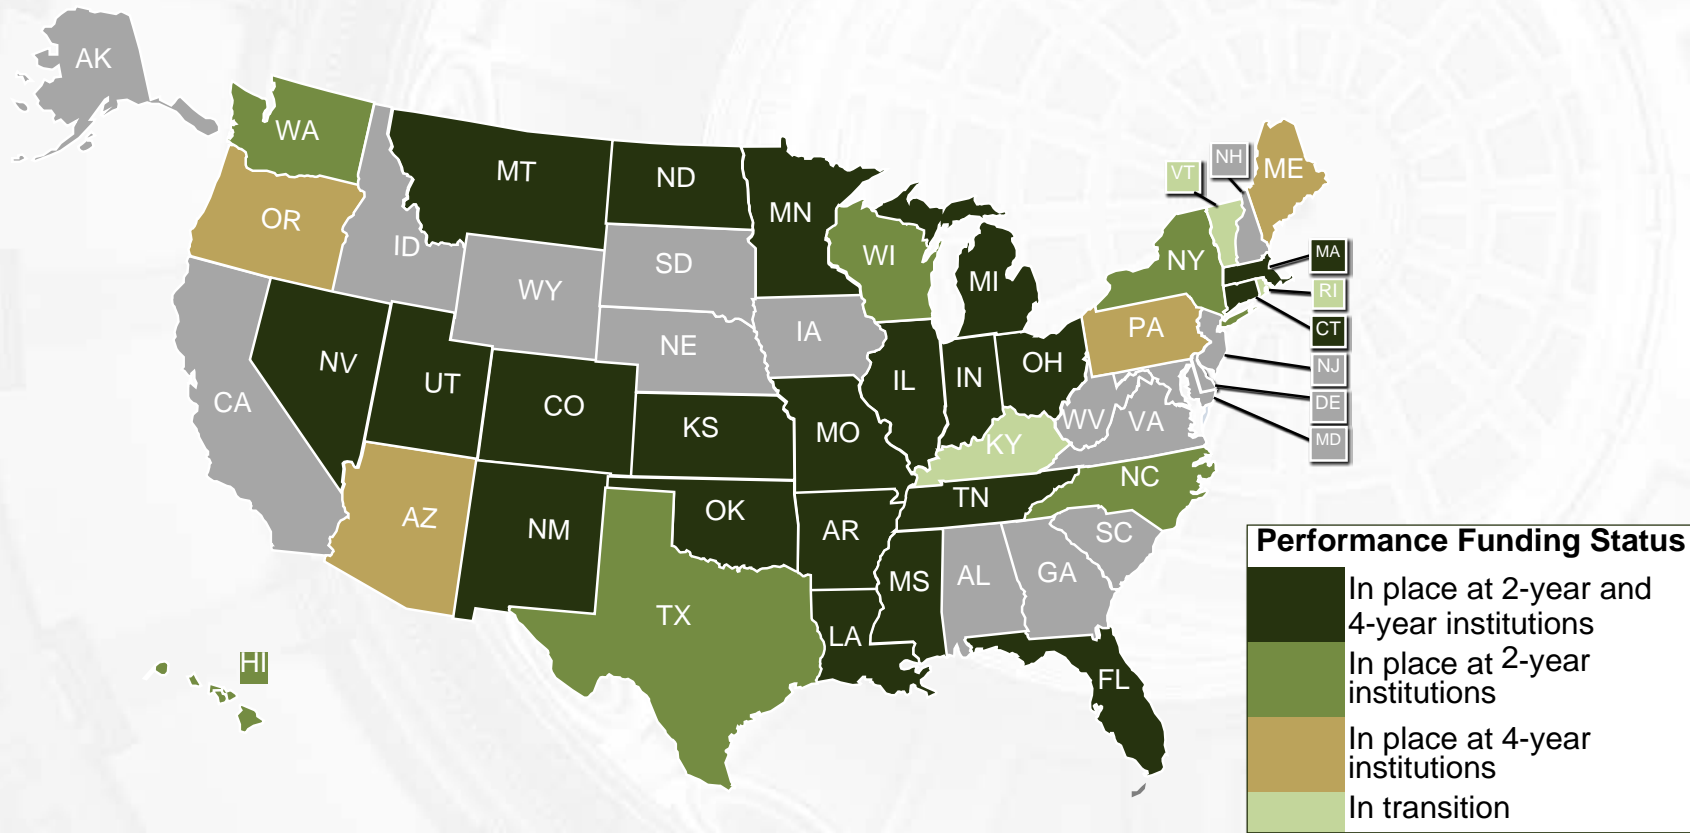 AK
WA
MT
ND
MN
VT
NH
ME
OR
ID
WY
SD
WI
MI
NY
MA
RI
CT
NJ
DE
MD
NV
UT
CO
NE
IA
IL
IN
OH
PA
CA
KS
MO
KY
WV
VA
AZ
NM
OK
AR
TN
NC
SC
TX
LA
MS
AL
GA
FL
HI
Performance Funding Status
In place at 2-year and
4-year institutions
In place at 2-year
institutions
In place at 4-year
institutions
In transition